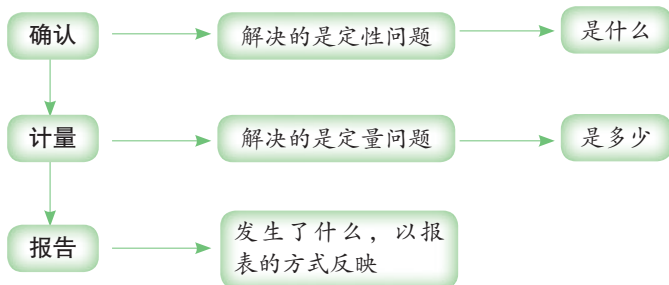 确认
解决的是定性问题
是什么
计量
解决的是定量问题
是多少
报告
发生了什么，以报
表的方式反映